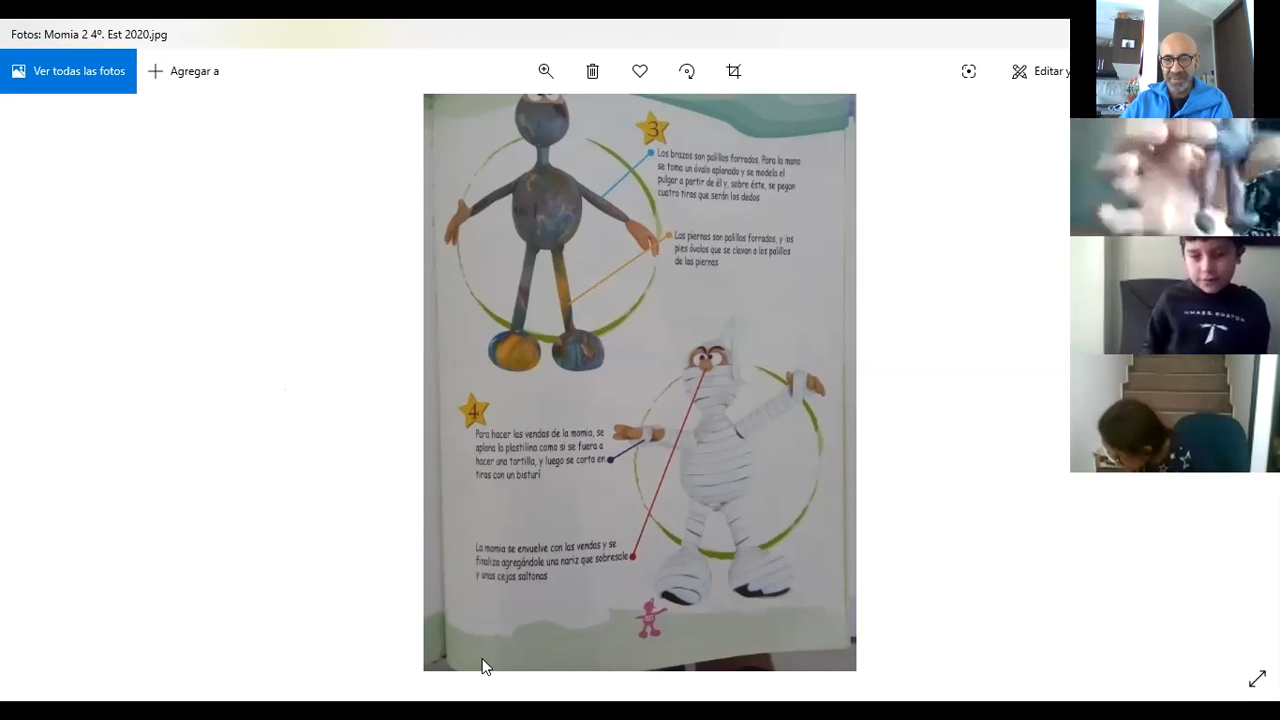 Fotos: Momia 2 4º. Est 2020.jpg
Ver todas las fotos
Agregar a
Editar y
3
Los brazos son palillos forrados. Para la mano
se toma un óvalo aplanado y se modela el
pulgar a partir de él y, sobre éste, se pegan
cuatro tiras que serán los dedos
Las piernas son palillos forrados, y los
pies óvalos que se clavan a los palillos
de las piernas
4
Para hacer las vendas de la momia, se
aplana la plastilina como si se fuera a
hacer una tortilla, y luego se corta en
tiras con un bisturí
La momia se envuelve con las vendas y se
finaliza agregándole una nariz que sobresale
y unas cejas saltonas